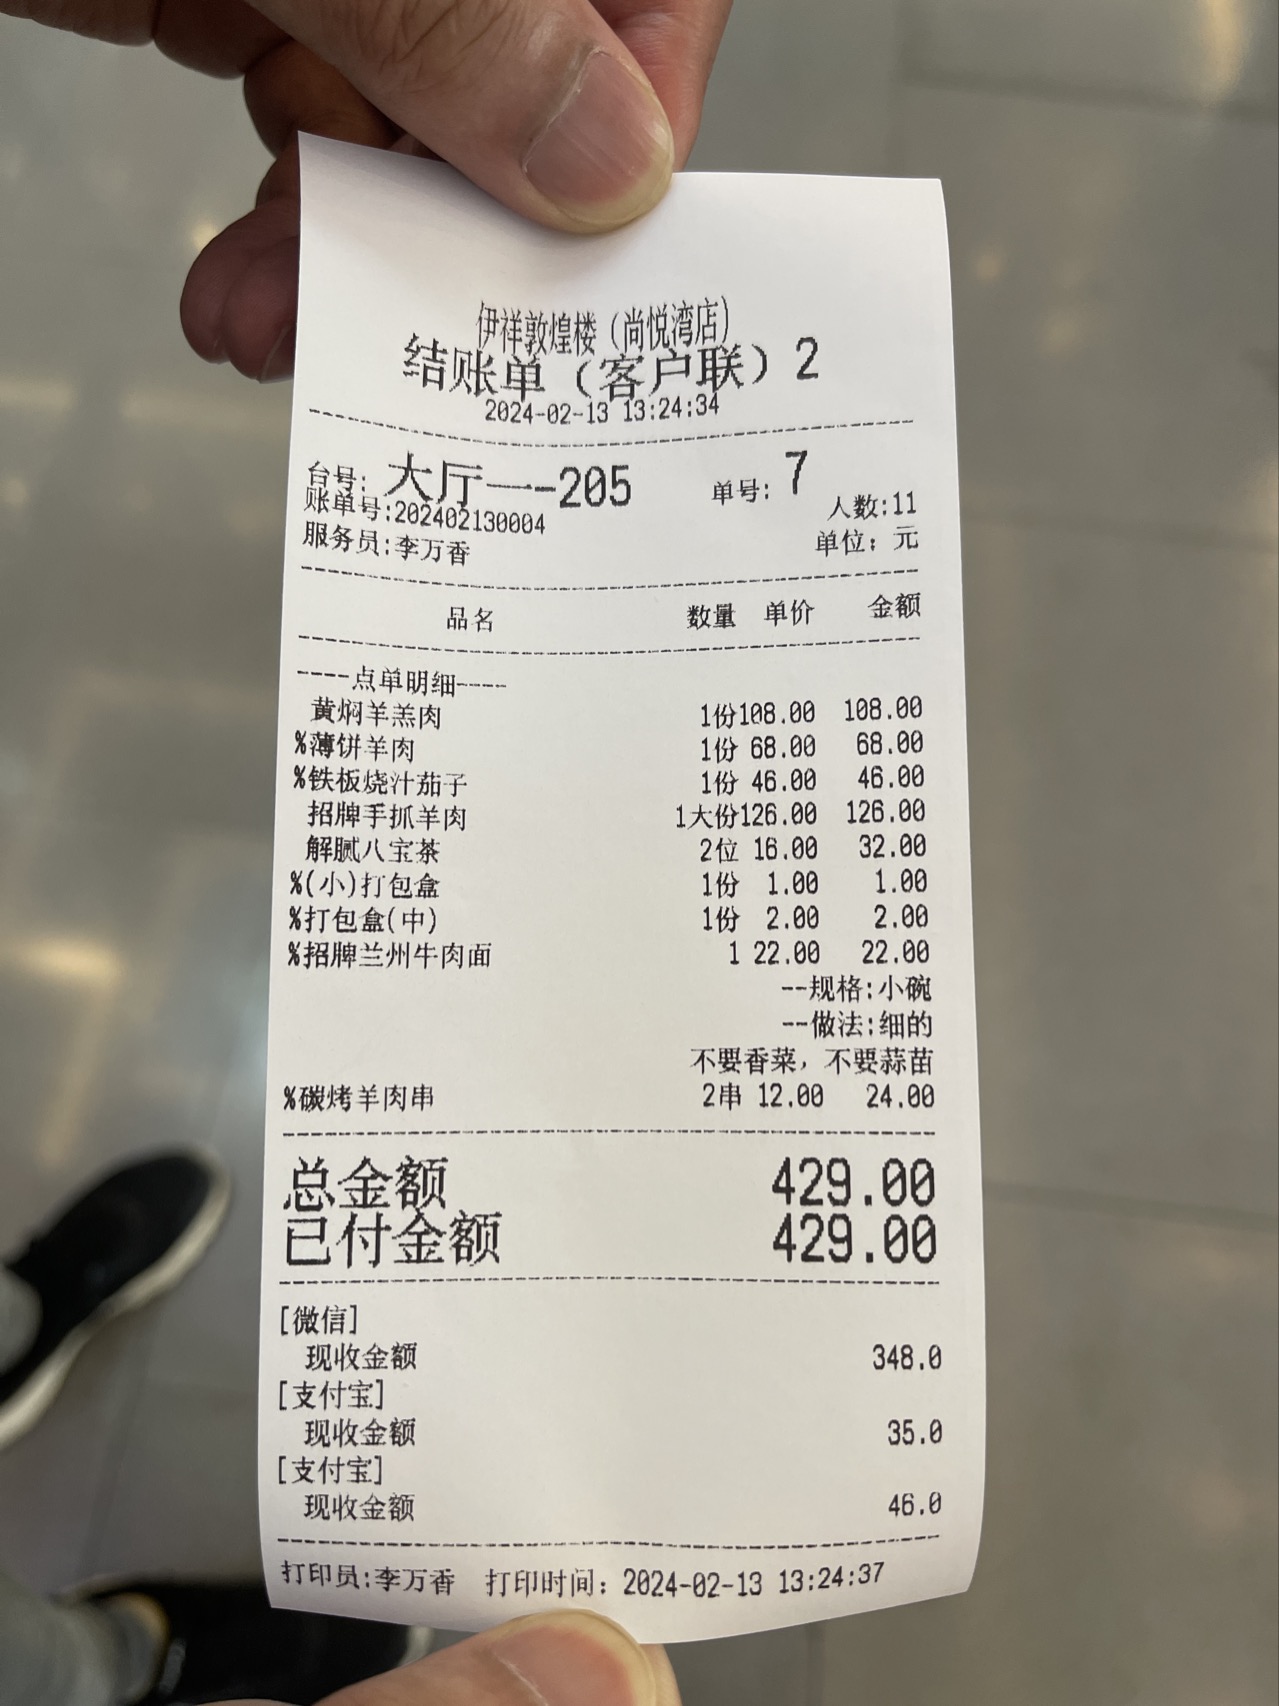 伊祥敦煌楼（尚悦湾店）
结账单（客户联）2
2024-02-13 13:24:34
台号: 大厅一--205 单号: 7
账单号:202402130004 人数:11
服务员:李万香 单位: 元
品名 数量 单价 金额
----点单明细----
黄焖羊羔肉 1份108.00 108.00
%薄饼羊肉 1份 68.00 68.00
%铁板烧汁茄子 1份 46.00 46.00
招牌手抓羊肉 1大份126.00 126.00
解腻八宝茶 2位 16.00 32.00
%(小)打包盒 1份 1.00 1.00
%打包盒(中) 1份 2.00 2.00
%招牌兰州牛肉面 1 22.00 22.00
--规格:小碗
--做法:细的
不要香菜，不要蒜苗
%碳烤羊肉串 2串 12.00 24.00
总金额 429.00
已付金额 429.00
[微信]
现收金额 348.0
[支付宝]
现收金额 35.0
[支付宝]
现收金额 46.0
打印员:李万香 打印时间: 2024-02-13 13:24:37